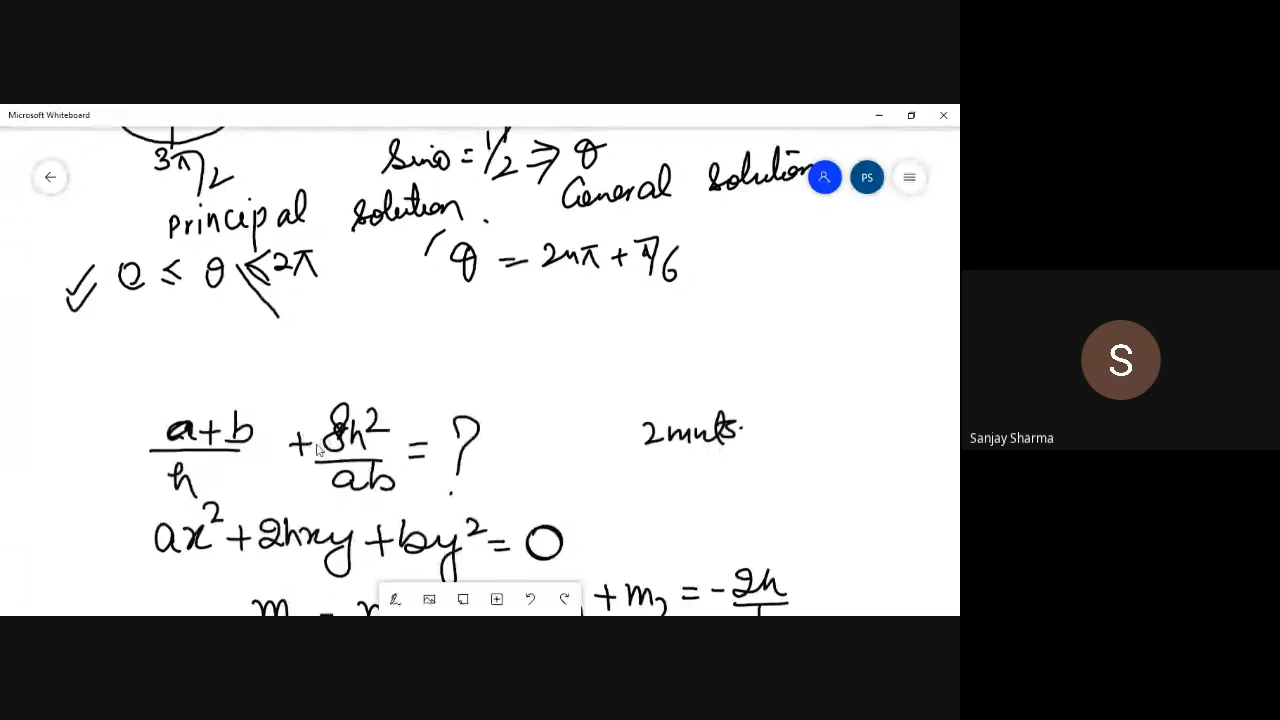 Microsoft Whiteboard
3π/2
sinθ = 1/2 ⇒ θ
Principal solution.
General solution
PS
0 ≤ θ ≤ 2π
θ = 2nπ + π/6
S
Sanjay Sharma
a+b/h + 8h²/ab = ?
ax² + 2hxy + by² = 0
+ m₂ = - 2h